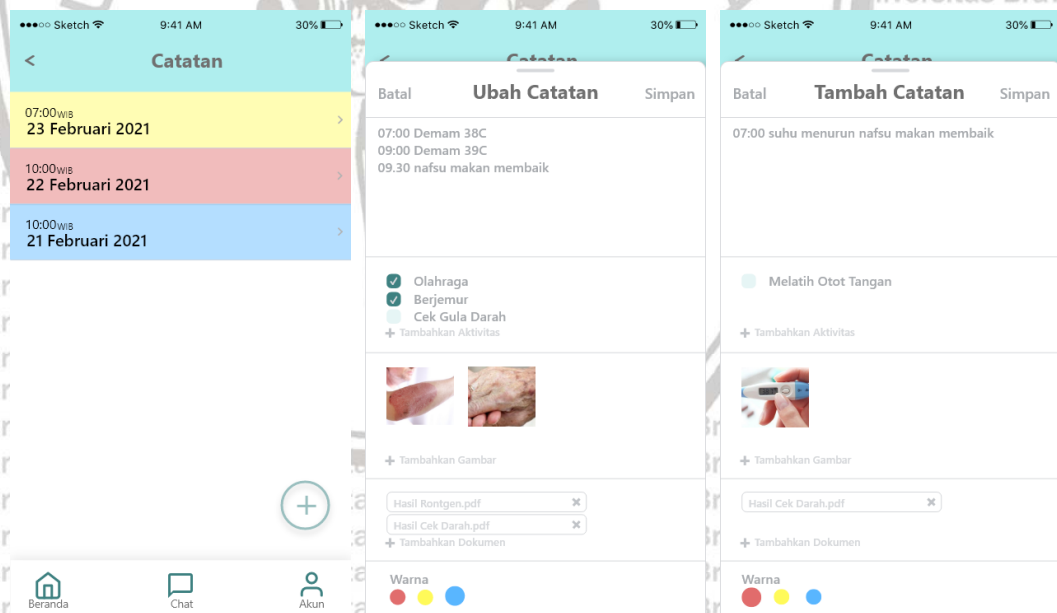 Sketch 9:41 AM 30%
< Catatan
07:00WIB
23 Februari 2021
10:00WIB
22 Februari 2021
10:00WIB
21 Februari 2021
Beranda Chat Akun
Sketch 9:41 AM 30%
Catatan
Batal Ubah Catatan Simpan
07:00 Demam 38C
09:00 Demam 39C
09.30 nafsu makan membaik
Olahraga
Berjemur
Cek Gula Darah
+ Tambahkan Aktivitas
+ Tambahkan Gambar
Hasil Rontgen.pdf
Hasil Cek Darah.pdf
+ Tambahkan Dokumen
Warna
Sketch 9:41 AM 30%
Catatan
Batal Tambah Catatan Simpan
07:00 suhu menurun nafsu makan membaik
Melatih Otot Tangan
+ Tambahkan Aktivitas
+ Tambahkan Gambar
Hasil Cek Darah.pdf
+ Tambahkan Dokumen
Warna